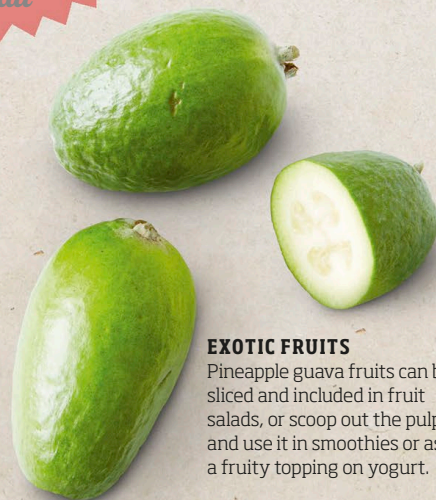 EXOTIC FRUITS
Pineapple guava fruits can
sliced and included in fruit
salads, or scoop out the pulp
and use it in smoothies or as
a fruity topping on yogurt.